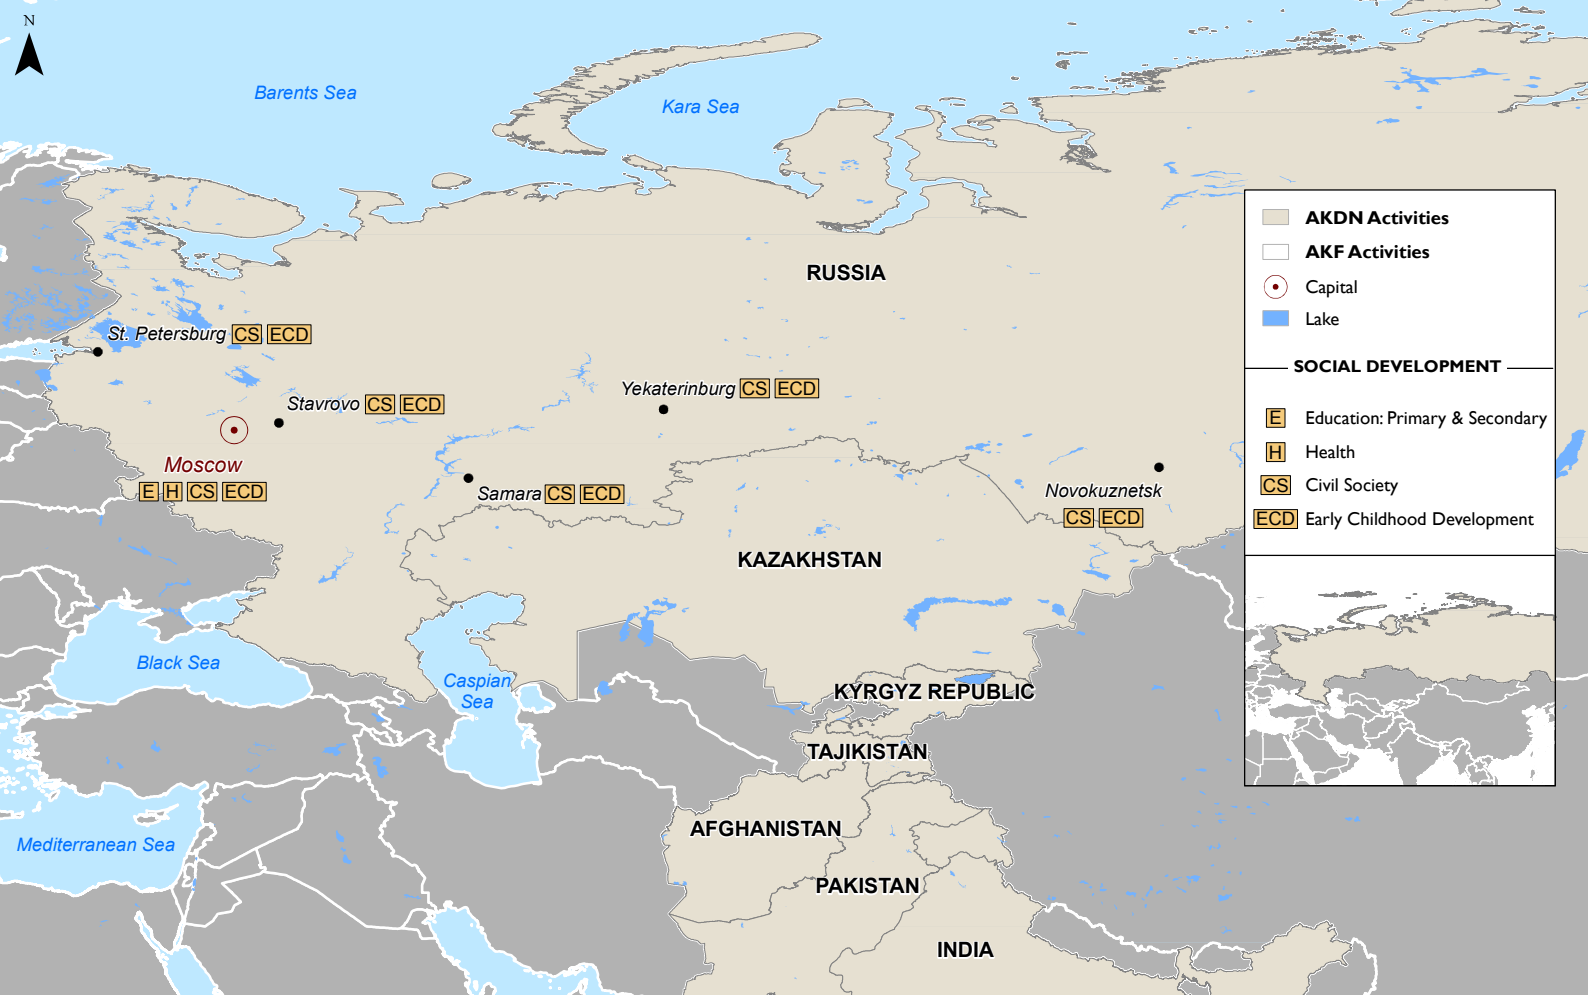 N
Barents Sea
Kara Sea
RUSSIA
St. Petersburg CS ECD
Yekaterinburg CS ECD
Stavrovo CS ECD
Moscow
E H CS ECD
Samara CS ECD
Novokuznetsk
CS ECD
KAZAKHSTAN
Black Sea
Caspian
Sea
KYRGYZ REPUBLIC
TAJIKISTAN
AFGHANISTAN
Mediterranean Sea
PAKISTAN
INDIA
AKDN Activities
AKF Activities
Capital
Lake
SOCIAL DEVELOPMENT
E Education: Primary & Secondary
H Health
CS Civil Society
ECD Early Childhood Development